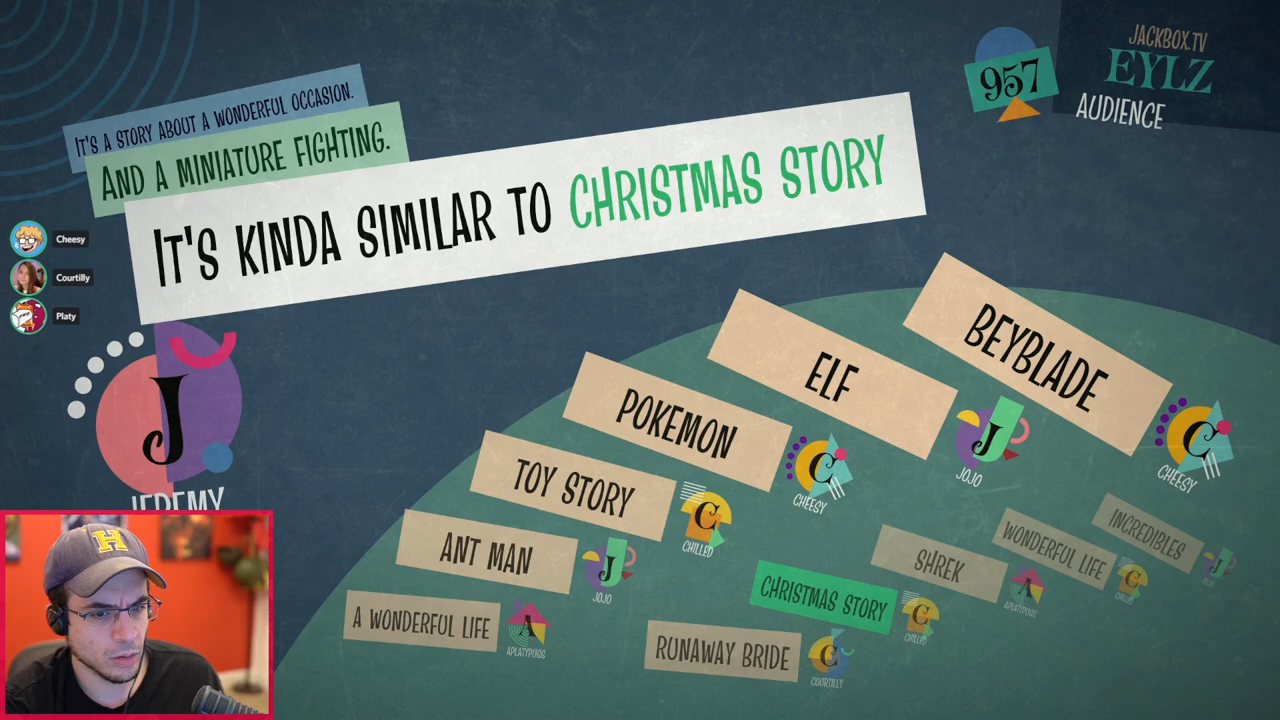 JACKBOX.TV
EYLZ
957
AUDIENCE
IT'S A STORY ABOUT A WONDERFUL OCCASION.
AND A MINIATURE FIGHTING.
IT'S KINDA SIMILAR TO CHRISTMAS STORY
Cheesy
Courtilly
Platy
J
JEREMY
H
BEYBLADE
C
CHEESY
ELF
J
JOJO
POKEMON
C
CHEESY
TOY STORY
C
CHILLED
ANT MAN
J
JOJO
A WONDERFUL LIFE
A
APLATYPUSS
INCREDIBLES
J
JOJO
WONDERFUL LIFE
C
CHILLED
SHREK
A
APLATYPUSS
CHRISTMAS STORY
C
CHILLED
RUNAWAY BRIDE
C
COURTILLY